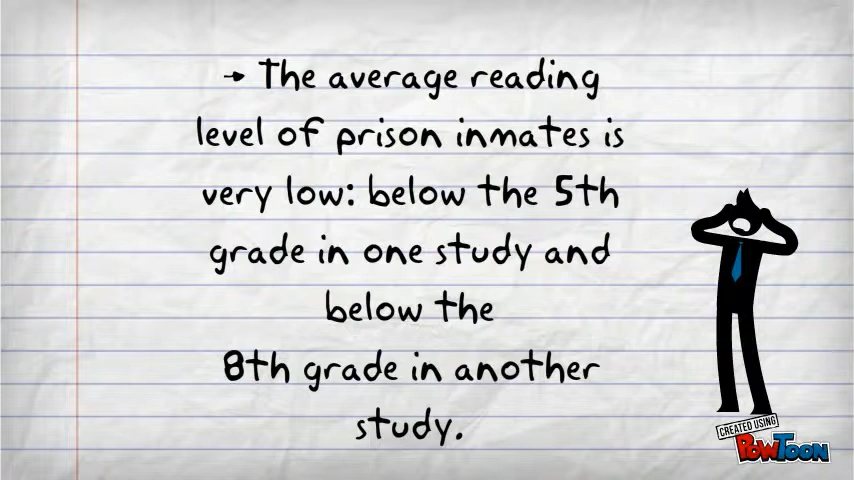 → The average reading
level of prison inmates is
very low: below the 5th
grade in one study and
below the
8th grade in another
study.
CREATED USING
POWTOON